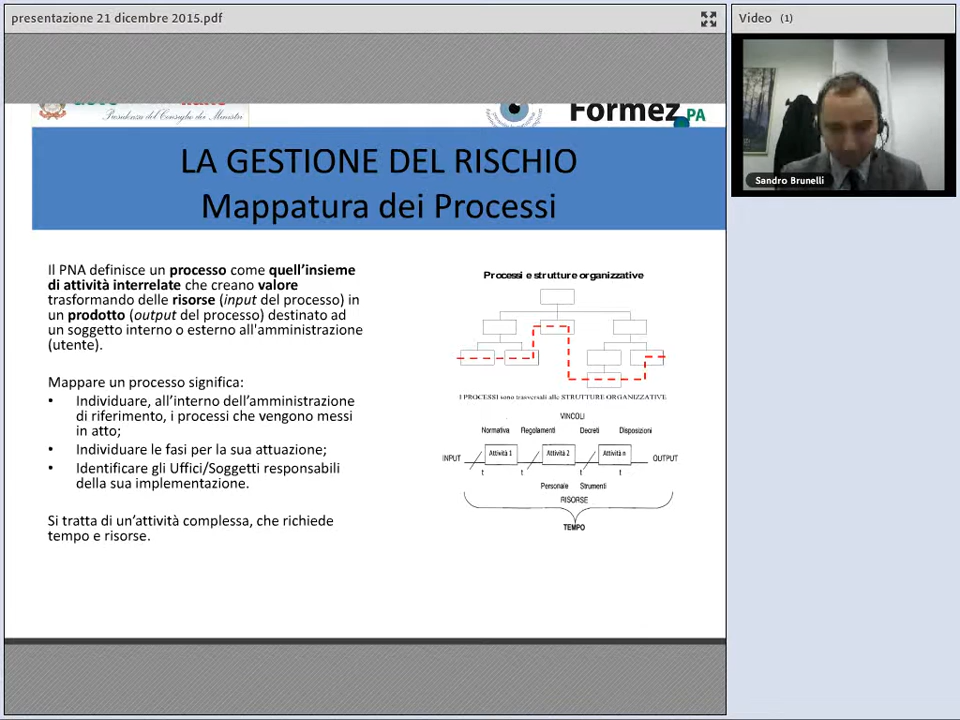 presentazione 21 dicembre 2015.pdf
Video (1)
Presidenza del Consiglio dei Ministri
Formez PA
Sandro Brunelli
LA GESTIONE DEL RISCHIO
Mappatura dei Processi
Il PNA definisce un processo come quell'insieme
di attività interrelate che creano valore
trasformando delle risorse (input del processo) in
un prodotto (output del processo) destinato ad
un soggetto interno o esterno all'amministrazione
(utente).
Mappare un processo significa:
• Individuare, all'interno dell'amministrazione
di riferimento, i processi che vengono messi
in atto;
• Individuare le fasi per la sua attuazione;
• Identificare gli Uffici/Soggetti responsabili
della sua implementazione.
Si tratta di un'attività complessa, che richiede
tempo e risorse.
Processi e strutture organizzative
I PROCESSI sono trasversali alle STRUTTURE ORGANIZZATIVE
VINCOLI
Normativa Regolamenti Decreti Disposizioni
INPUT Attività 1 Attività 2 Attività n OUTPUT
t t t t
Personale Strumenti
RISORSE
TEMPO